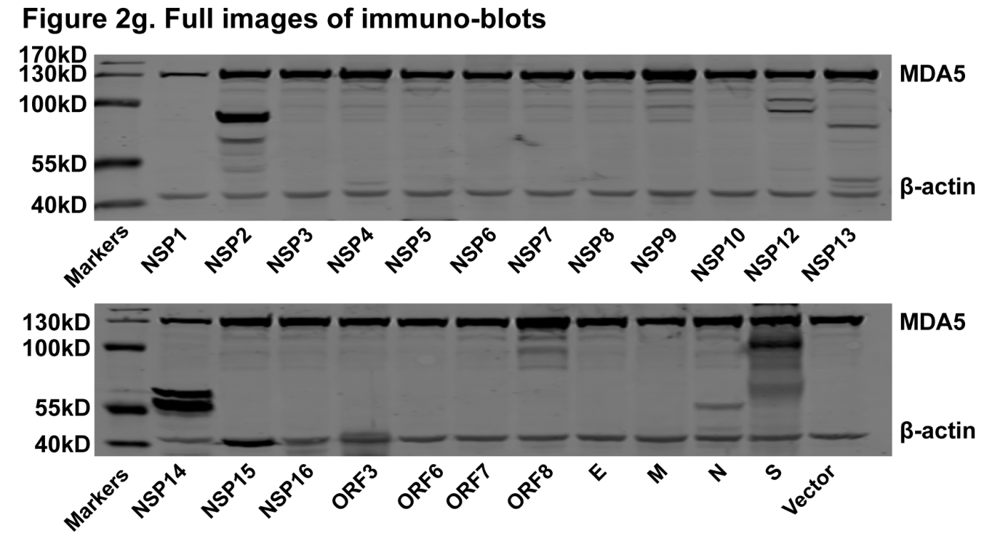 Figure 2g. Full images of immuno-blots
170kD
130kD
MDA5
100kD
55kD
β-actin
40kD
Markers NSP1 NSP2 NSP3 NSP4 NSP5 NSP6 NSP7 NSP8 NSP9 NSP10 NSP12 NSP13
130kD
MDA5
100kD
55kD
β-actin
40kD
Markers NSP14 NSP15 NSP16 ORF3 ORF6 ORF7 ORF8 E M N S Vector